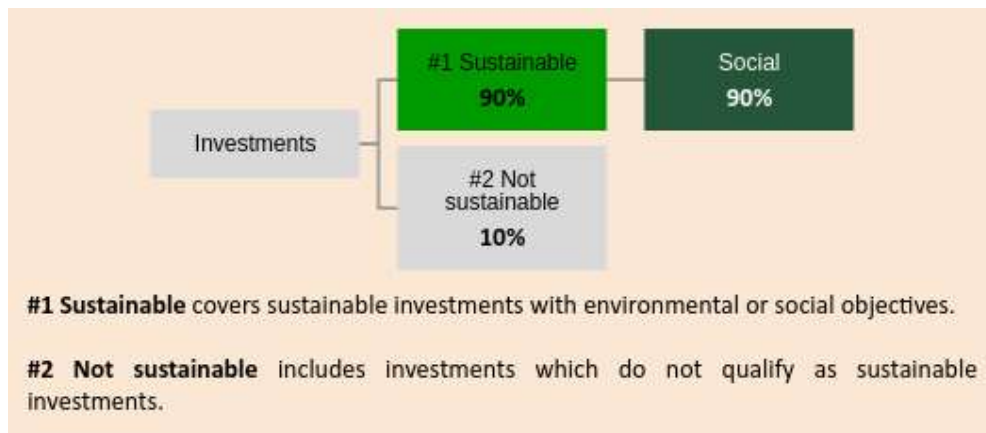 #1 Sustainable
90%
Social
90%
Investments
#2 Not
sustainable
10%
#1 Sustainable covers sustainable investments with environmental or social objectives.
#2 Not sustainable includes investments which do not qualify as sustainable
investments.